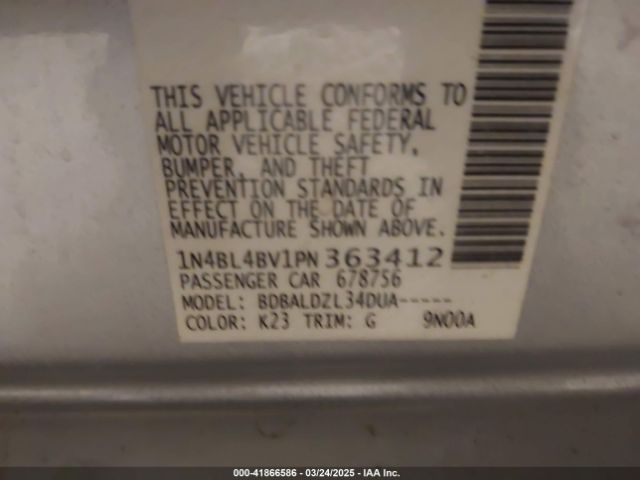 THIS VEHICLE CONFORMS TO
ALL APPLICABLE FEDERAL
MOTOR VEHICLE SAFETY,
BUMPER, AND THEFT
PREVENTION STANDARDS IN
EFFECT ON THE DATE OF
MANUFACTURE SHOWN ABOVE.
1N4BL4BV1PN363412
PASSENGER CAR 678756
MODEL: BDBALDZL34DUA-----
COLOR: K23 TRIM: G 9N00A
000-41866586 - 03/24/2025 - IAA Inc.